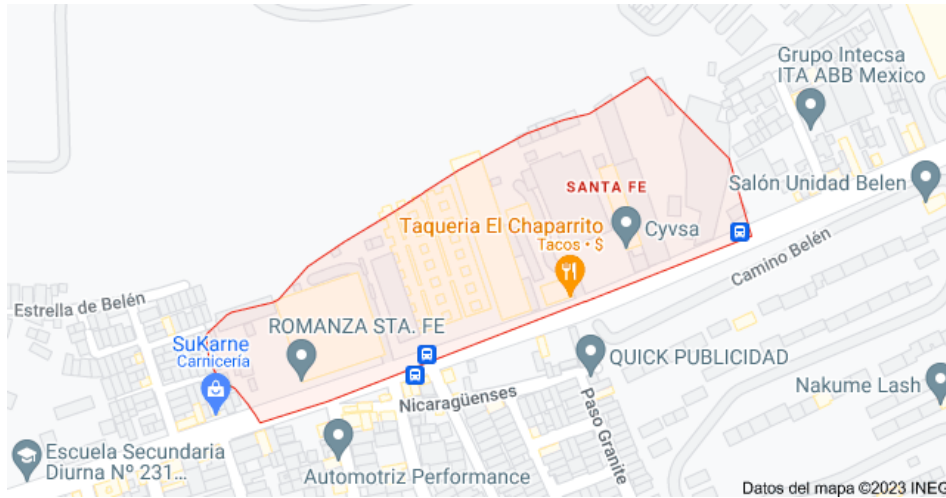 Grupo Intecsa
ITA ABB Mexico
SANTA FE
Salón Unidad Belen
Taqueria El Chaparrito
Tacos • $
Cyvsa
Camino Belén
Estrella de Belén
ROMANZA STA. FE
SuKarne
Carnicería
QUICK PUBLICIDAD
Nakume Lash
Nicaragüenses
Paso Granite
Escuela Secundaria
Diurna Nº 231...
Automotriz Performance
Datos del mapa ©2023 INEG